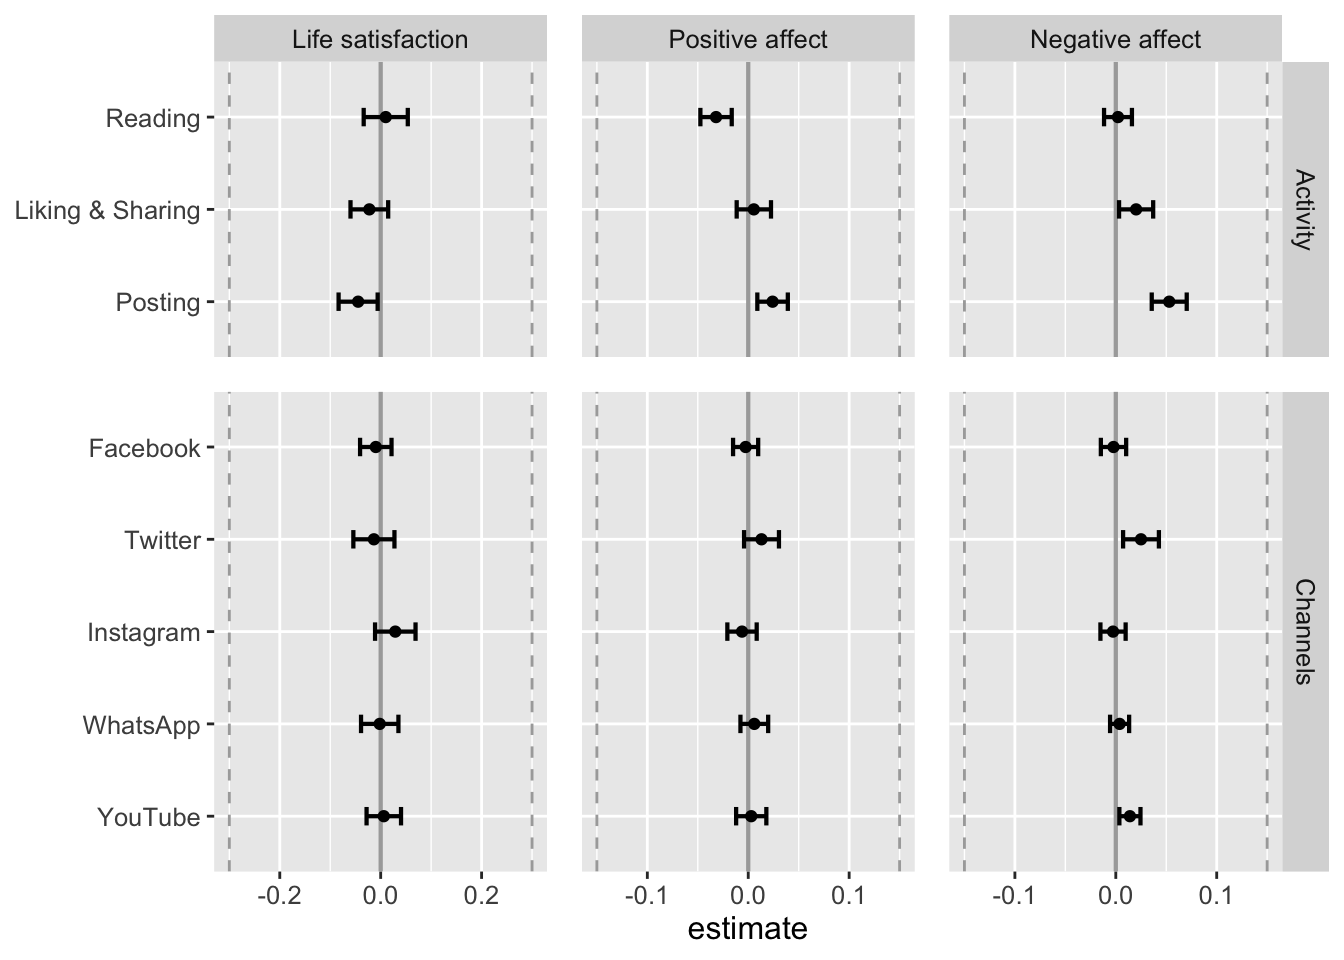 Life satisfaction
Positive affect
Negative affect
Reading
Liking & Sharing
Posting
Activity
Facebook
Twitter
Instagram
WhatsApp
YouTube
Channels
-0.2 0.0 0.2
-0.1 0.0 0.1
-0.1 0.0 0.1
estimate